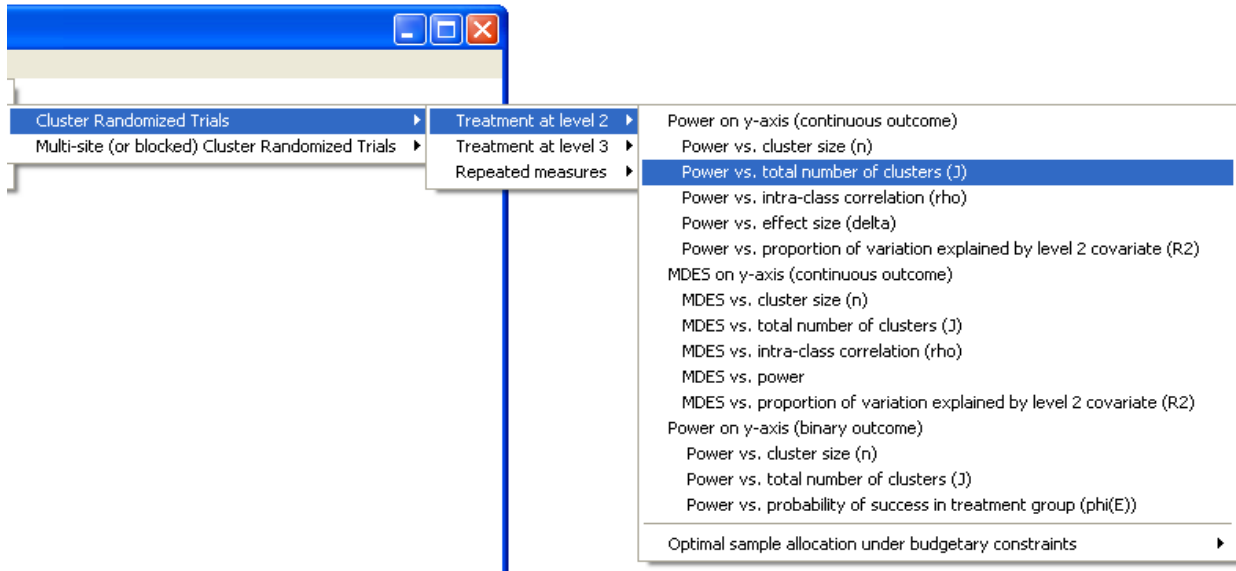 Cluster Randomized Trials
Multi-site (or blocked) Cluster Randomized Trials
Treatment at level 2
Treatment at level 3
Repeated measures
Power on y-axis (continuous outcome)
Power vs. cluster size (n)
Power vs. total number of clusters (J)
Power vs. intra-class correlation (rho)
Power vs. effect size (delta)
Power vs. proportion of variation explained by level 2 covariate (R2)
MDES on y-axis (continuous outcome)
MDES vs. cluster size (n)
MDES vs. total number of clusters (J)
MDES vs. intra-class correlation (rho)
MDES vs. power
MDES vs. proportion of variation explained by level 2 covariate (R2)
Power on y-axis (binary outcome)
Power vs. cluster size (n)
Power vs. total number of clusters (J)
Power vs. probability of success in treatment group (phi(E))
Optimal sample allocation under budgetary constraints